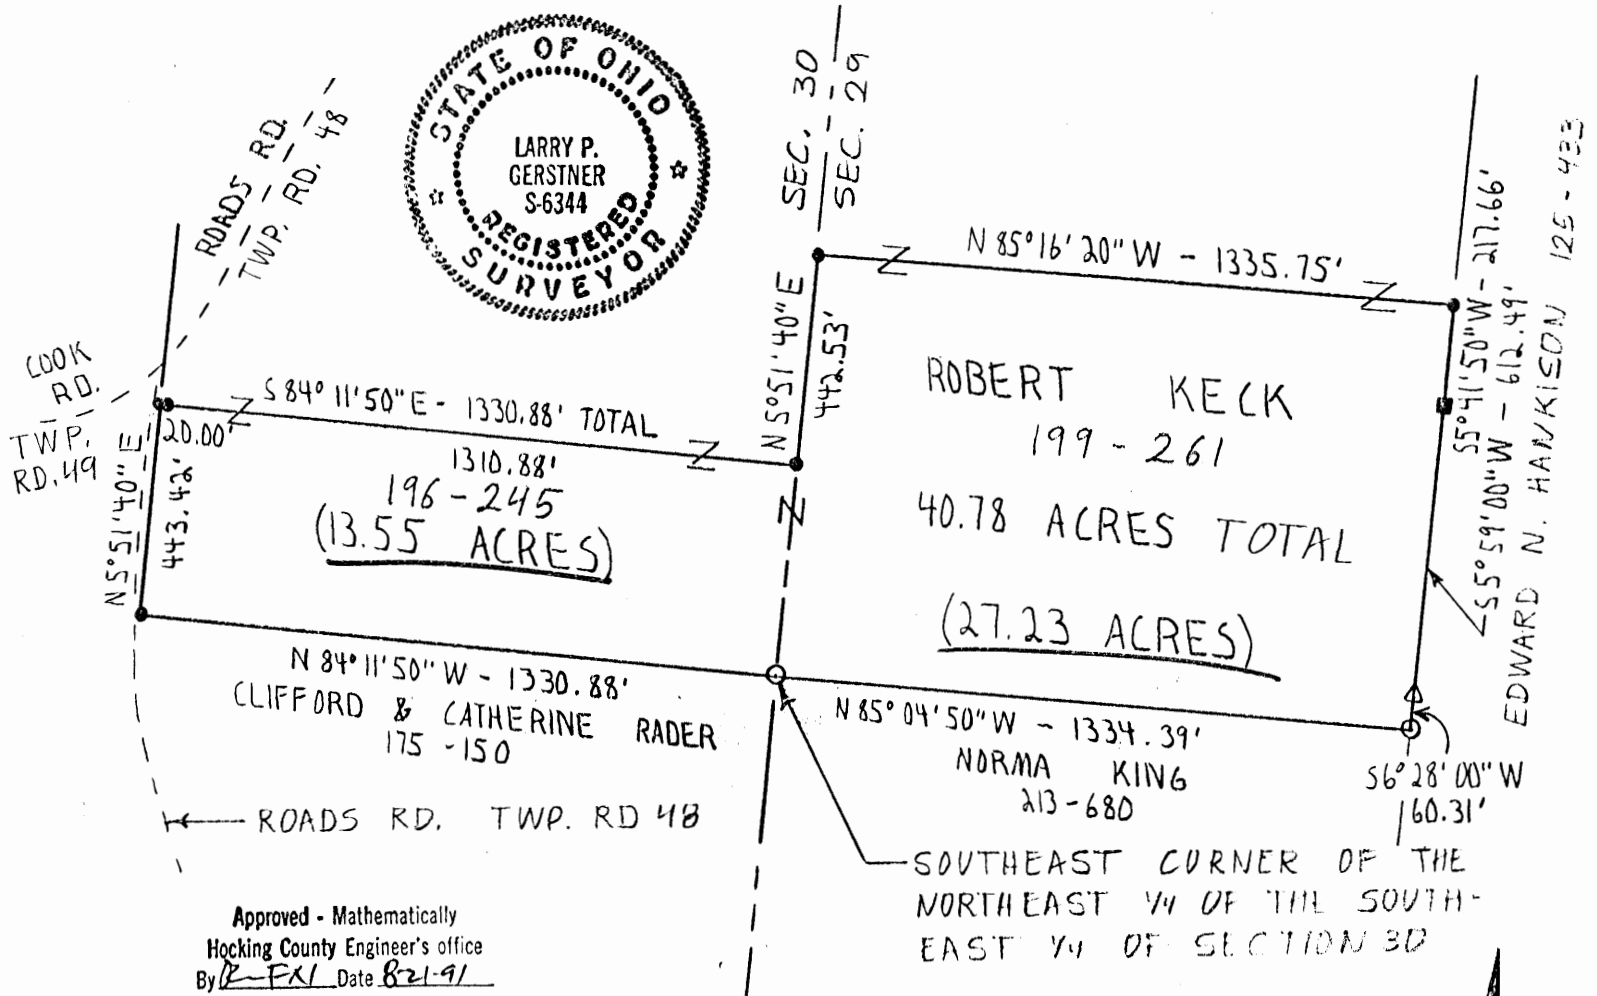 STATE OF OHIO
LARRY P.
GERSTNER
S-6344
REGISTERED
SURVEYOR
SEC. 30
SEC. 29
ROADS RD.
TWP. RD. 48
COOK
RD.
TWP.
RD. 49
N 85° 16' 20" W - 1335.75'
S 5° 41' 50" W - 217.66'
S 5° 59' 00" W - 612.49'
EDWARD N. HANKISON 125-433
N 5° 51' 40" E
442.53'
S 84° 11' 50" E - 1330.88' TOTAL
20.00'
1310.88'
196-245
(13.55 ACRES)
N 5° 51' 40" E
443.42'
ROBERT KECK
199-261
40.78 ACRES TOTAL
(27.23 ACRES)
N 84° 11' 50" W - 1330.88'
CLIFFORD & CATHERINE RADER
175-150
N 85° 04' 50" W - 1334.39'
NORMA KING
213-680
S 6° 28' 00" W
160.31'
ROADS RD. TWP. RD 48
SOUTHEAST CORNER OF THE
NORTHEAST 1/4 OF THE SOUTH-
EAST 1/4 OF SECTION 30
Approved - Mathematically
Hocking County Engineer's office
By Date 8-21-91